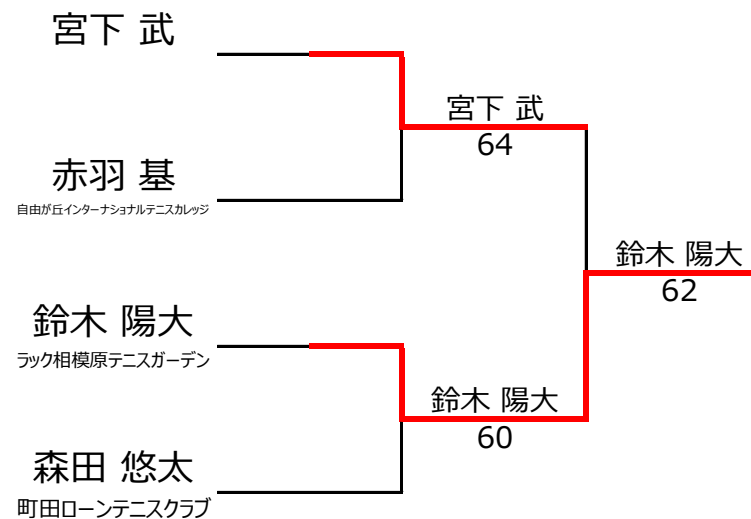 宮下 武
宮下 武
64
赤羽 基
自由が丘インターナショナルテニスカレッジ
鈴木 陽大
62
鈴木 陽大
ラック相模原テニスガーデン
鈴木 陽大
60
森田 悠太
町田ローンテニスクラブ